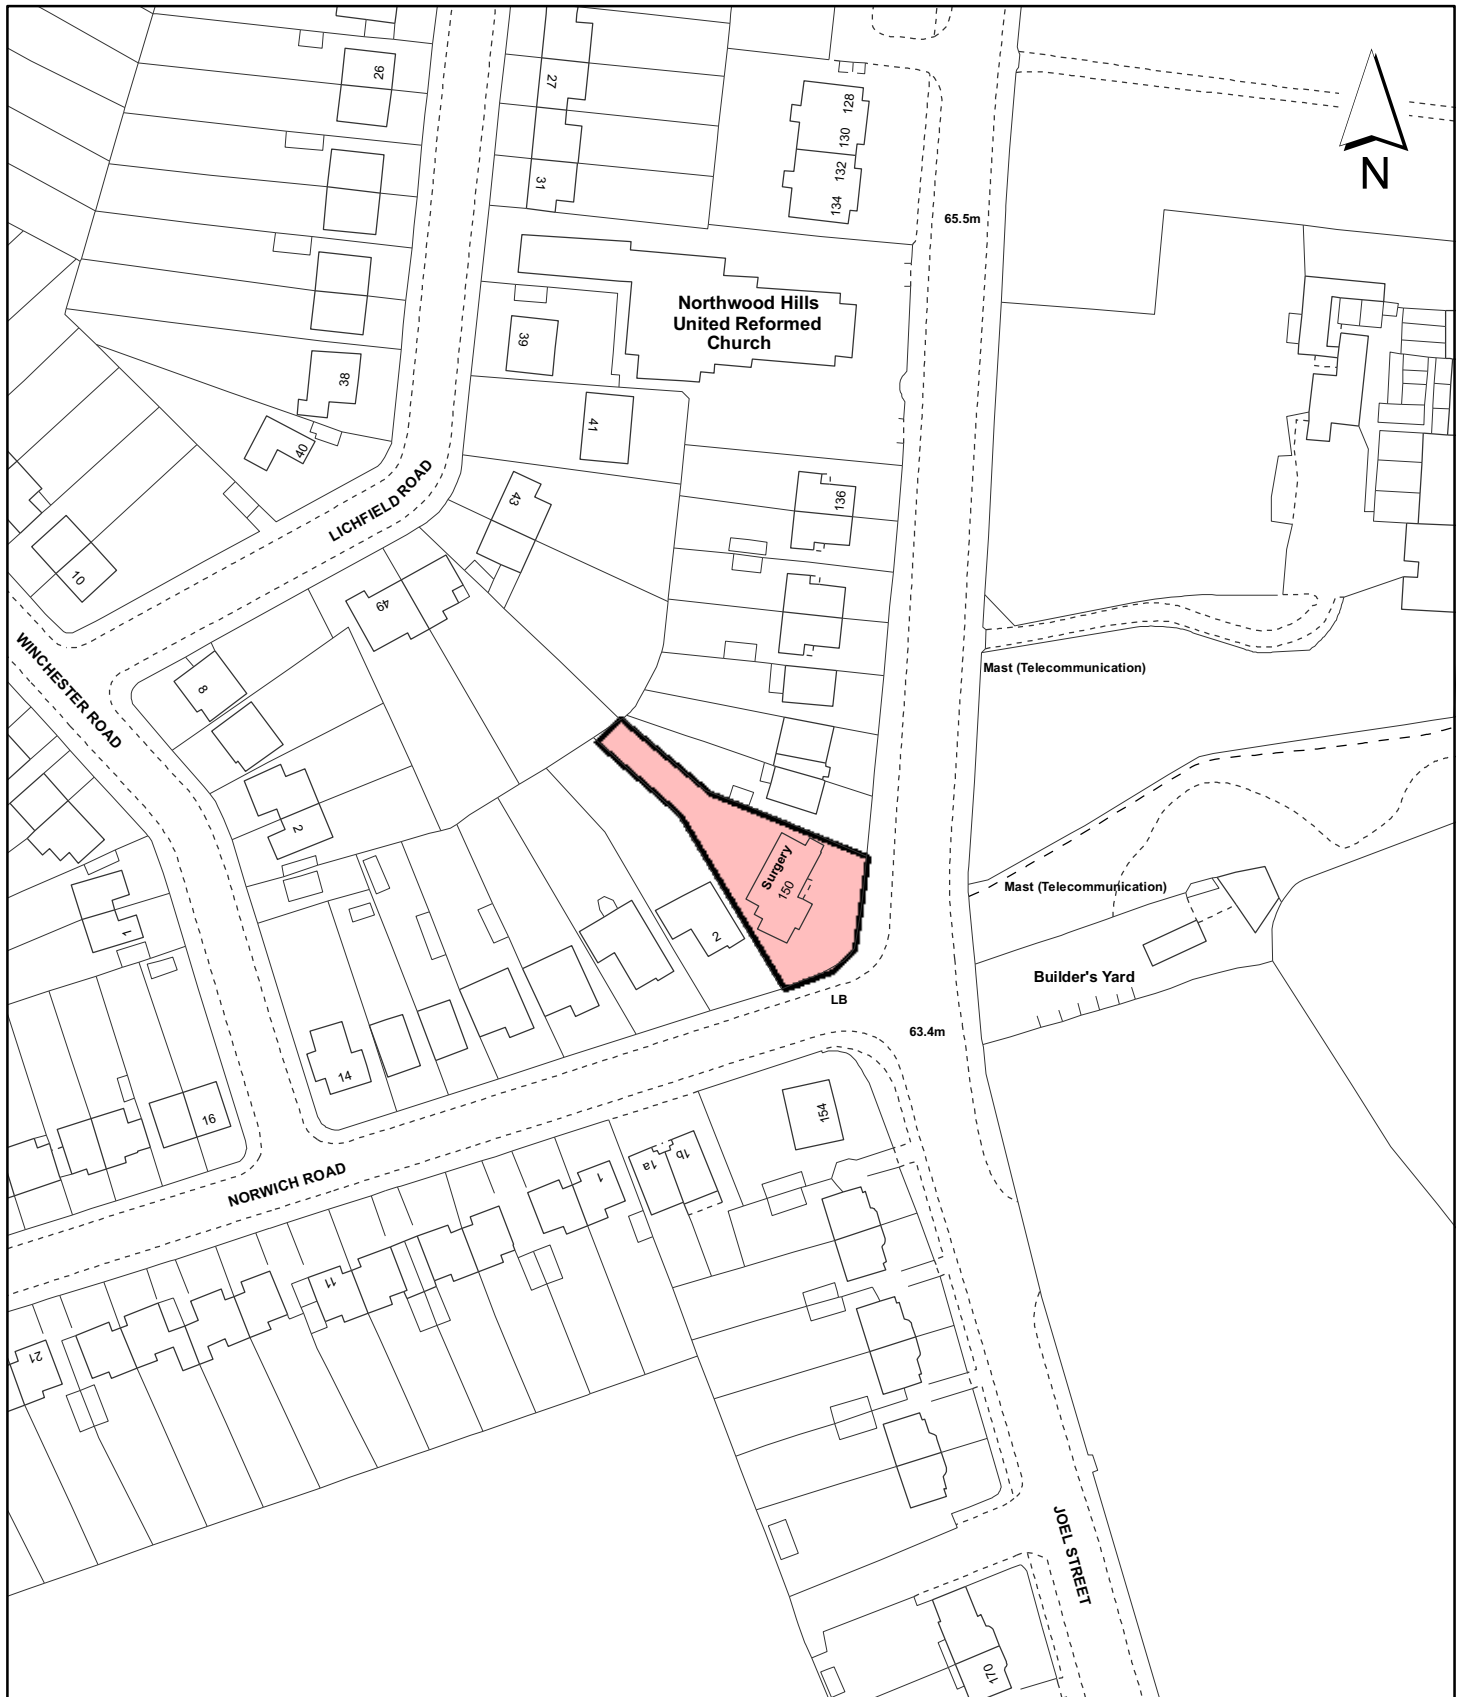 26
27
128
130
132
134
31
N
65.5m
Northwood Hills
United Reformed
Church
39
38
41
40
LICHFIELD ROAD
43
136
10
49
WINCHESTER ROAD
8
Mast (Telecommunication)
2
Surgery
150
Mast (Telecommunication)
1
2
Builder's Yard
LB
63.4m
14
16
154
NORWICH ROAD
1a
1b
1
11
21
JOEL STREET
170